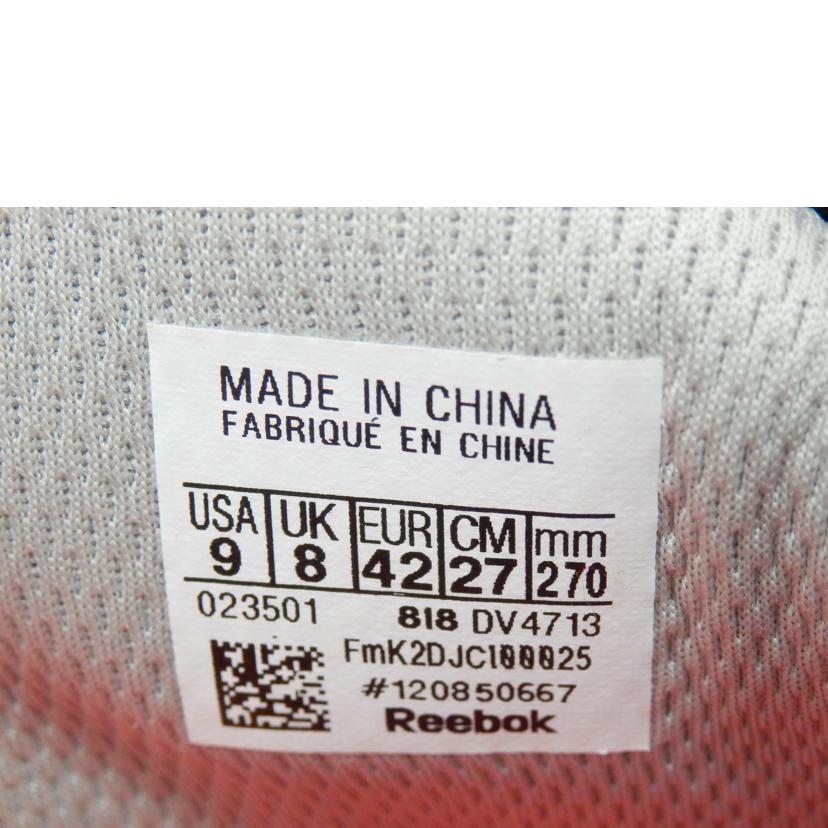 MADE IN CHINA
FABRIQUÉ EN CHINE
USA UK EUR CM mm
9 8 42 27 270
023501 818 DV4713
FmK2DJCl00025
#120850667
Reebok